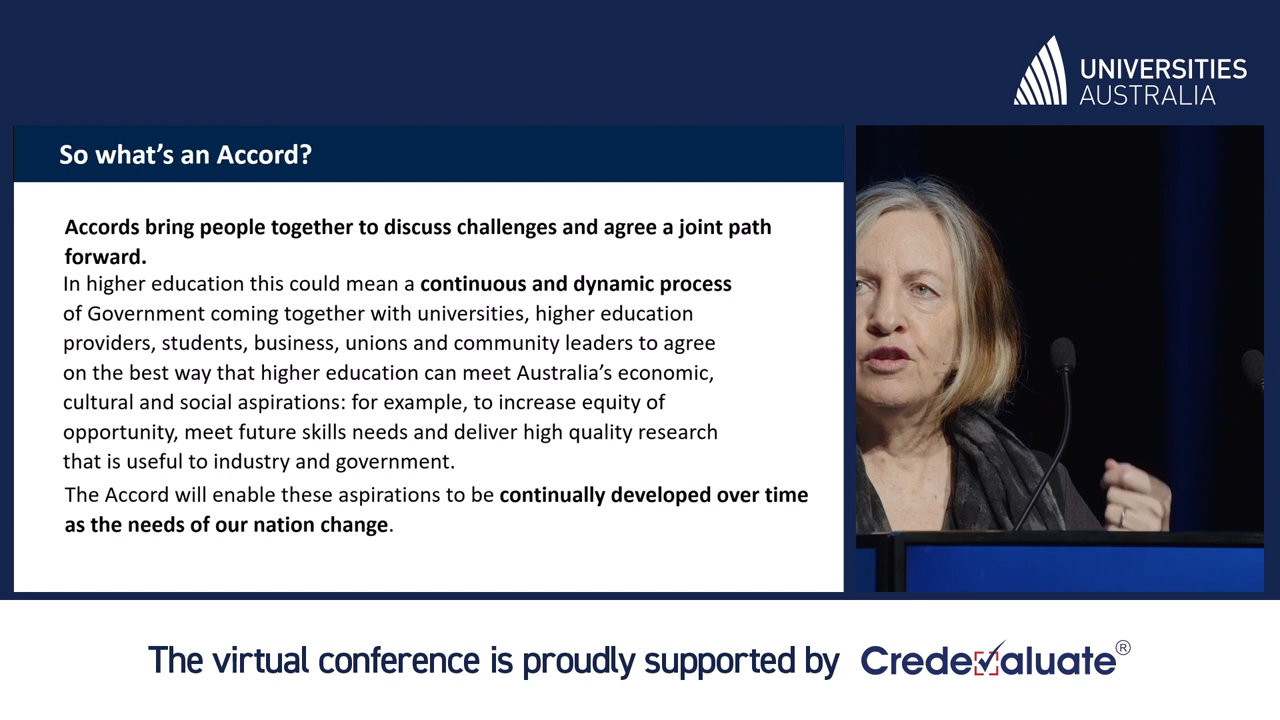 UNIVERSITIES
AUSTRALIA
So what's an Accord?
Accords bring people together to discuss challenges and agree a joint path
forward.
In higher education this could mean a continuous and dynamic process
of Government coming together with universities, higher education
providers, students, business, unions and community leaders to agree
on the best way that higher education can meet Australia's economic,
cultural and social aspirations: for example, to increase equity of
opportunity, meet future skills needs and deliver high quality research
that is useful to industry and government.
The Accord will enable these aspirations to be continually developed over time
as the needs of our nation change.
The virtual conference is proudly supported by Credevaluate®